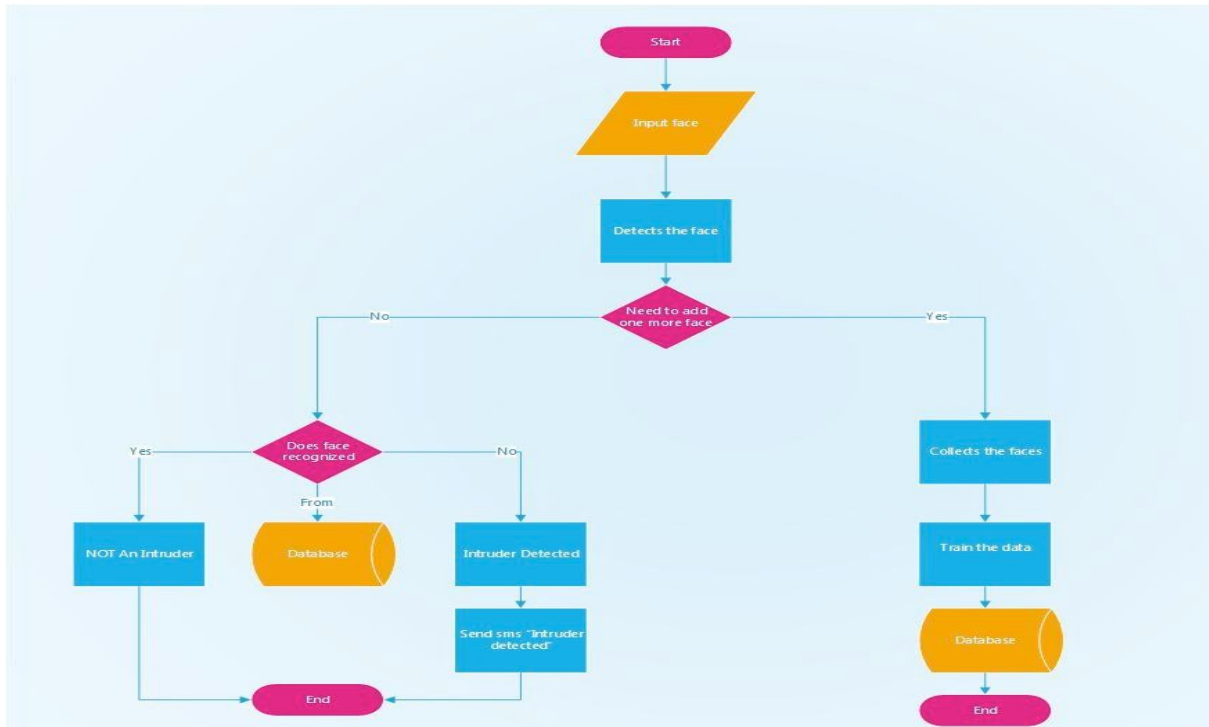 Start
Input face
Detects the face
Need to add
one more face
No
Yes
Does face
recognized
Yes
No
From
Collects the faces
NOT An Intruder
Database
Intruder Detected
Train the data
Send sms "Intruder
detected"
Database
End
End